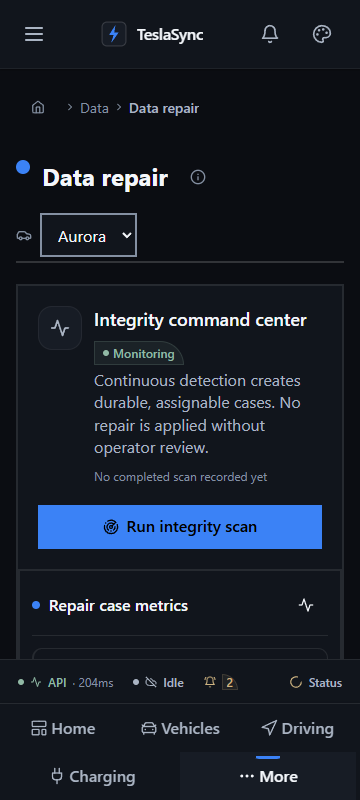 TeslaSync
Data
Data repair
Data repair
Aurora
Integrity command center
Monitoring
Continuous detection creates
durable, assignable cases. No
repair is applied without
operator review.
No completed scan recorded yet
Run integrity scan
Repair case metrics
API · 204ms
Idle
2
Status
Home
Vehicles
Driving
Charging
More